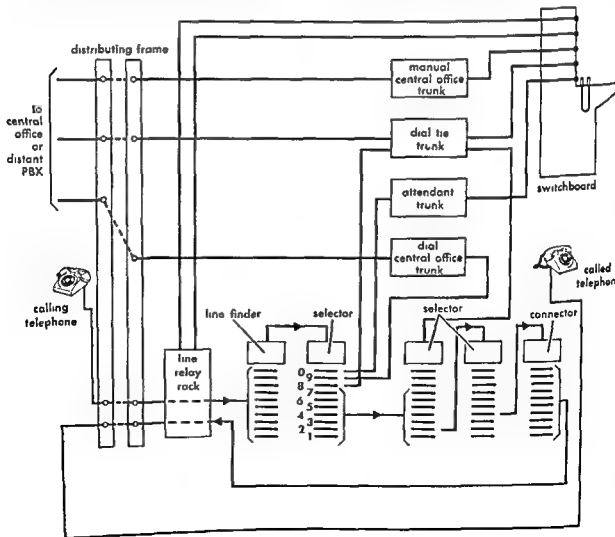 distributing frame
to
central
office
or
distant
PBX
manual
central office
trunk
dial tie
trunk
attendant
trunk
dial
central office
trunk
switchboard
calling
telephone
called
telephone
line finder
selector
selector
connector
line
relay
rack
0
9
8
7
6
5
4
3
2
1